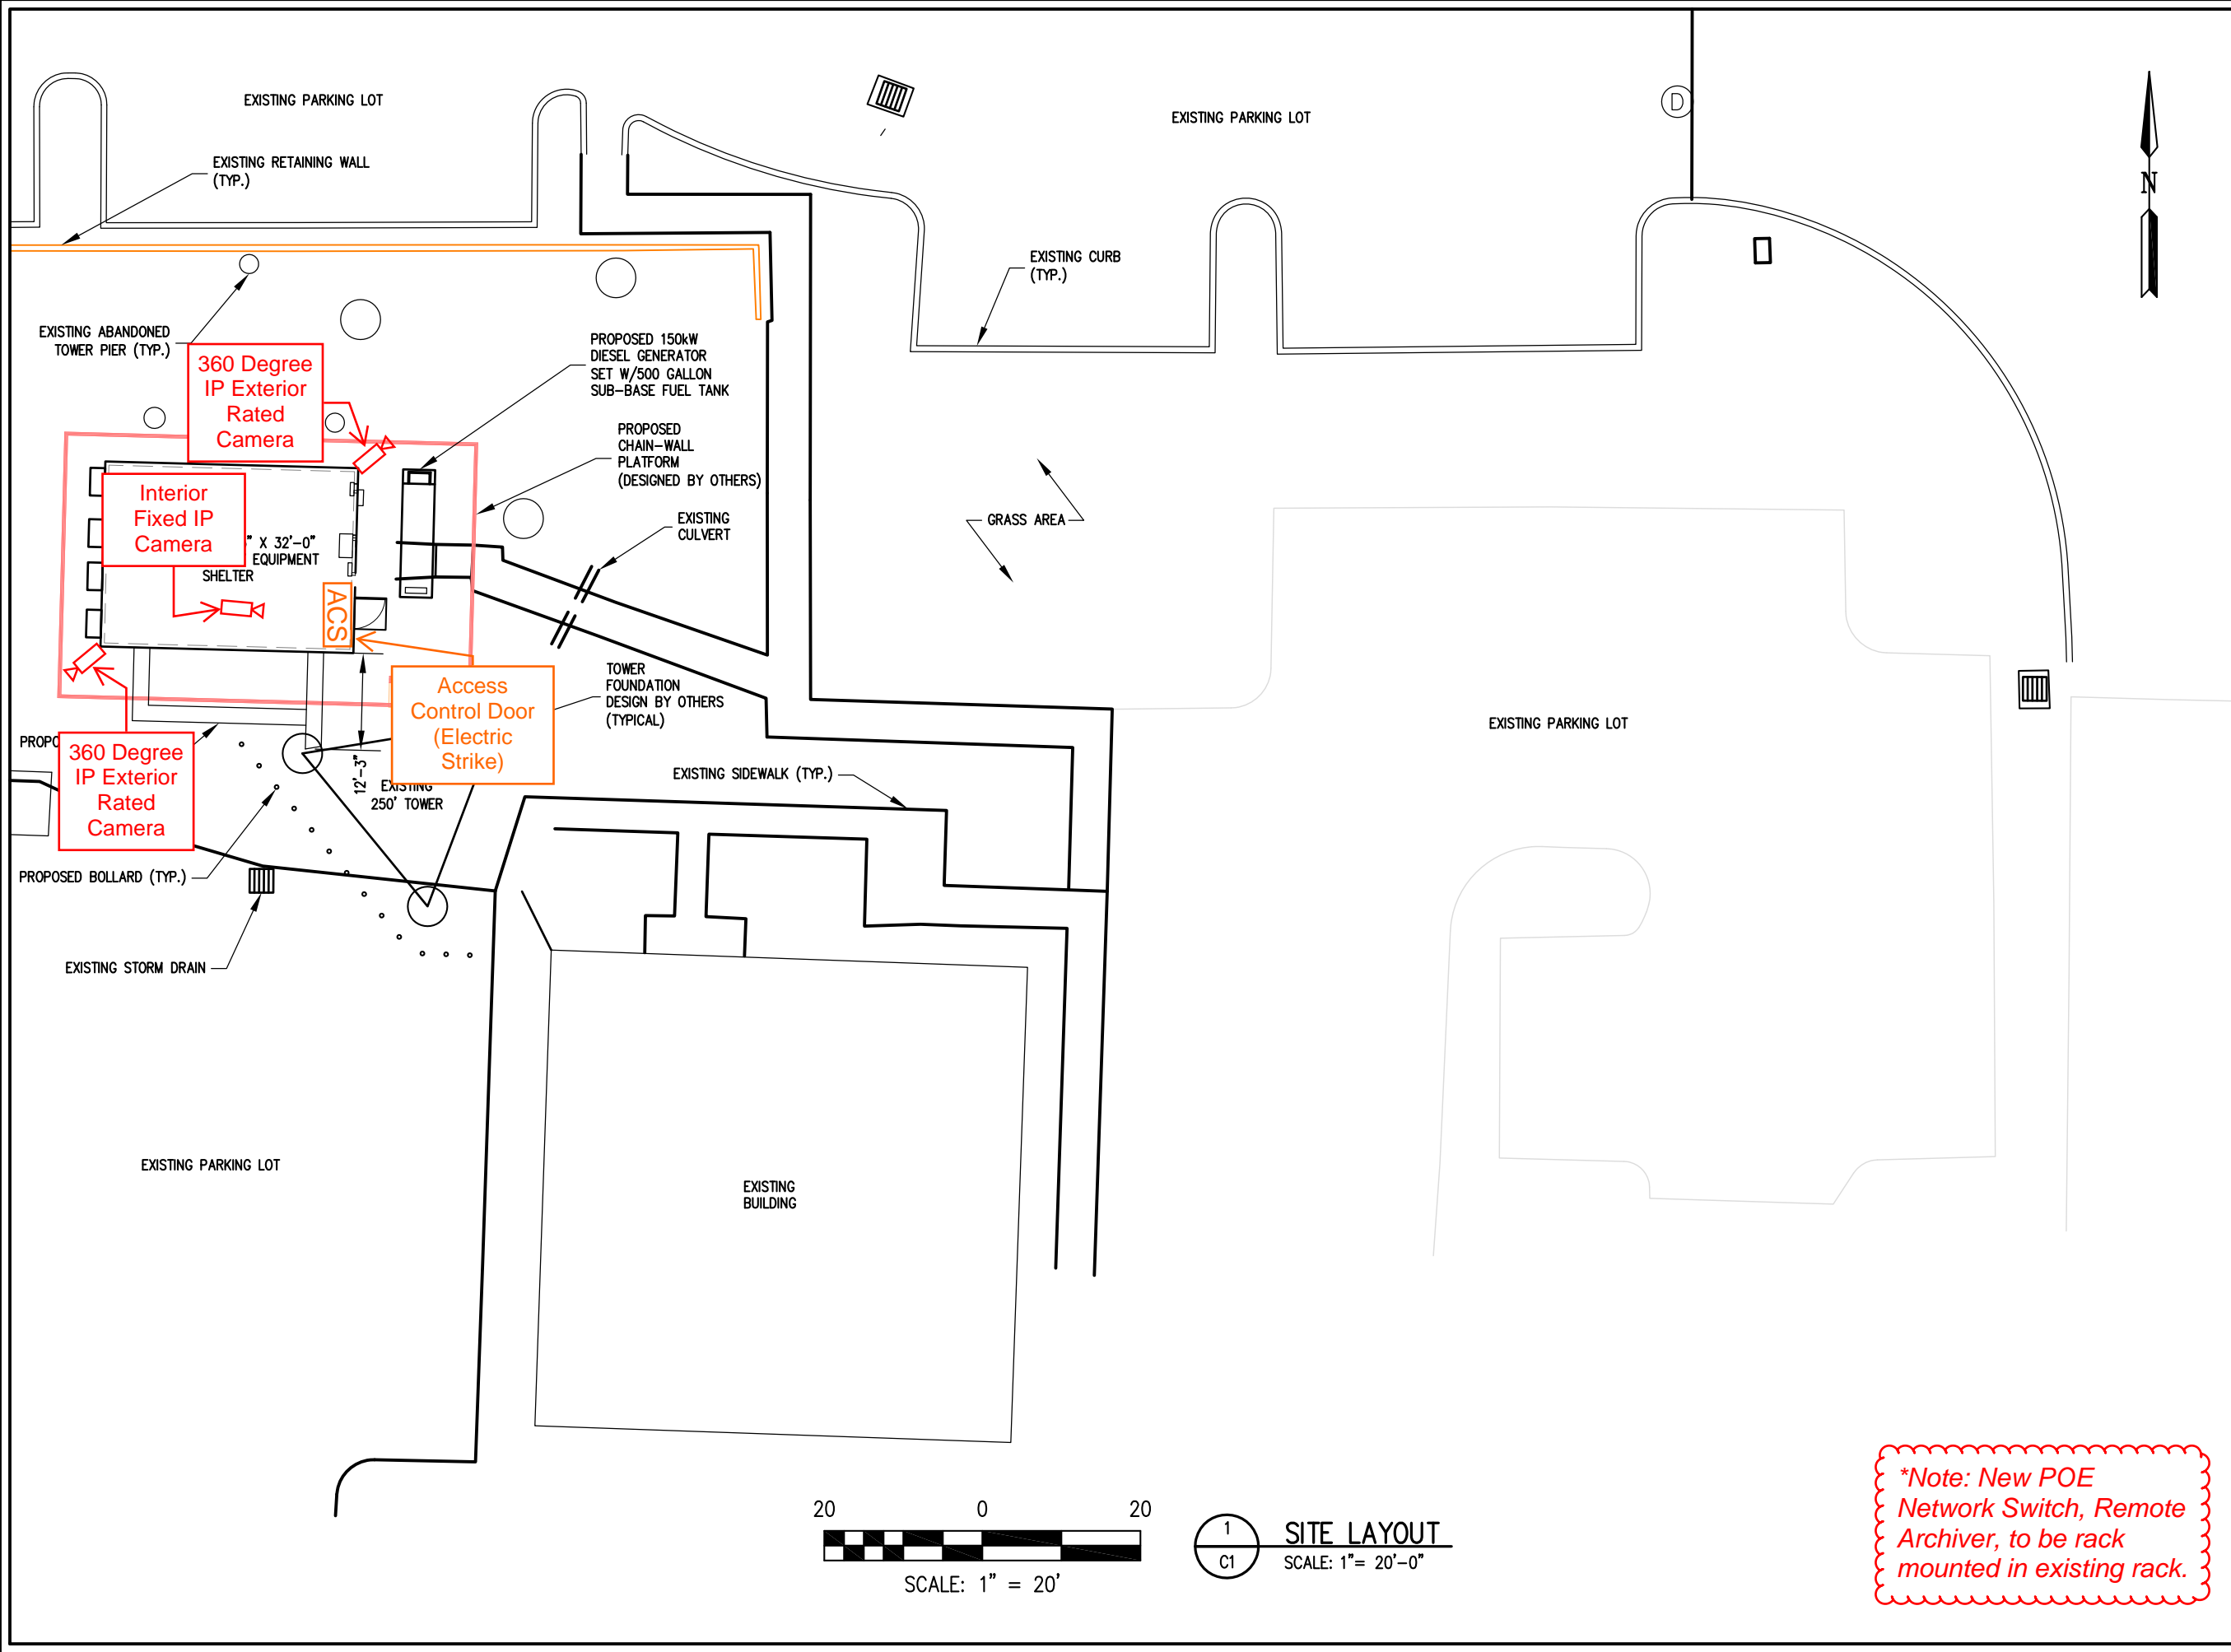 EXISTING PARKING LOT
EXISTING PARKING LOT
D
N
EXISTING RETAINING WALL
(TYP.)
EXISTING CURB
(TYP.)
EXISTING ABANDONED
TOWER PIER (TYP.)
360 Degree
IP Exterior
Rated
Camera
PROPOSED 150kW
DIESEL GENERATOR
SET W/500 GALLON
SUB-BASE FUEL TANK
PROPOSED
CHAIN-WALL
PLATFORM
(DESIGNED BY OTHERS)
Interior
Fixed IP
Camera
" X 32'-0"
EQUIPMENT
SHELTER
EXISTING
CULVERT
GRASS AREA
ACS
Access
Control Door
(Electric
Strike)
TOWER
FOUNDATION
DESIGN BY OTHERS
(TYPICAL)
EXISTING PARKING LOT
360 Degree
IP Exterior
Rated
Camera
12'-3"
EXISTING
250' TOWER
EXISTING SIDEWALK (TYP.)
PROPOSED BOLLARD (TYP.)
EXISTING STORM DRAIN
EXISTING PARKING LOT
EXISTING
BUILDING
20 0 20
SCALE: 1" = 20'
1
C1
SITE LAYOUT
SCALE: 1"= 20'-0"
*Note: New POE
Network Switch, Remote
Archiver, to be rack
mounted in existing rack.